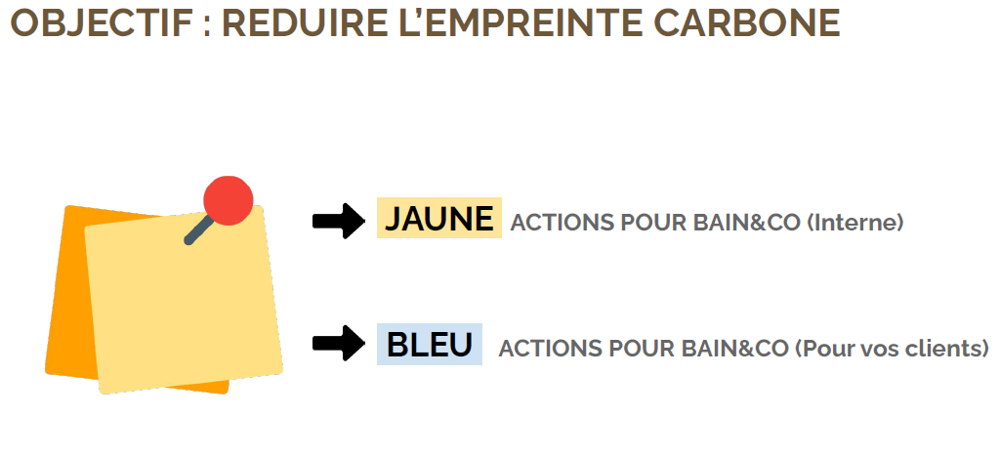 OBJECTIF : REDUIRE L'EMPREINTE CARBONE
JAUNE ACTIONS POUR BAIN&CO (Interne)
BLEU ACTIONS POUR BAIN&CO (Pour vos clients)